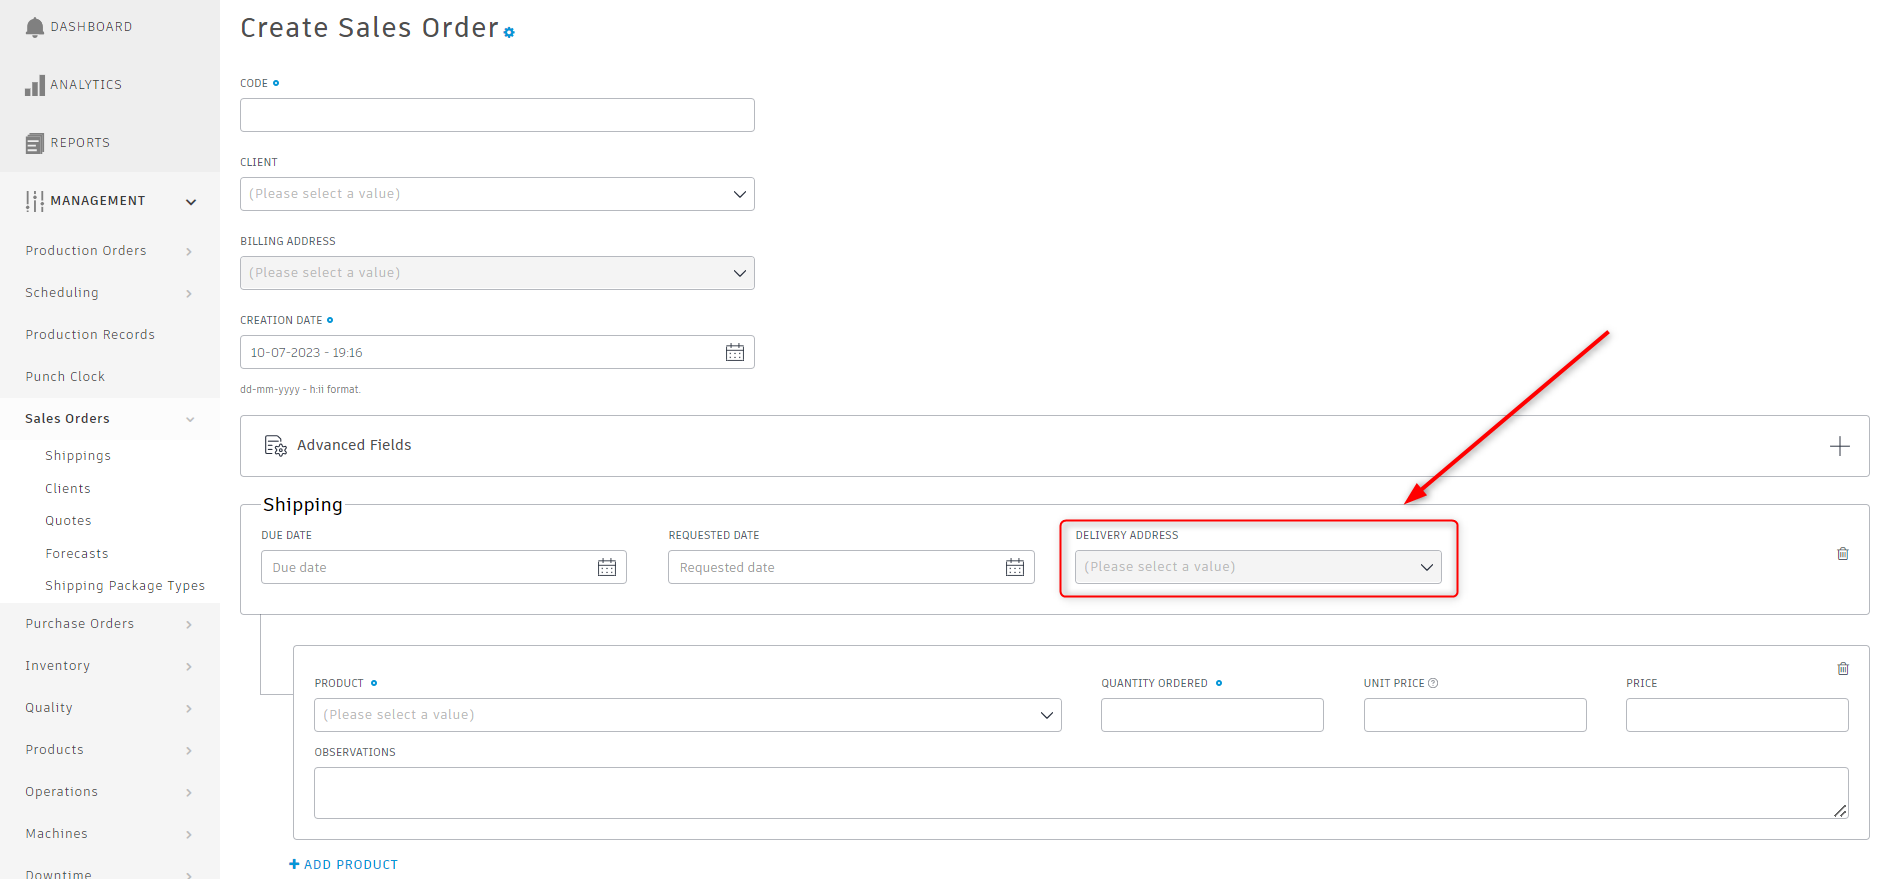 DASHBOARD
ANALYTICS
REPORTS
MANAGEMENT
Production Orders
Scheduling
Production Records
Punch Clock
Sales Orders
Shippings
Clients
Quotes
Forecasts
Shipping Package Types
Purchase Orders
Inventory
Quality
Products
Operations
Machines
Downtime
Create Sales Order
CODE
CLIENT
(Please select a value)
BILLING ADDRESS
(Please select a value)
CREATION DATE
10-07-2023 - 19:16
dd-mm-yyyy - h:ii format.
Advanced Fields
Shipping
DUE DATE REQUESTED DATE DELIVERY ADDRESS
Due date Requested date (Please select a value)
PRODUCT QUANTITY ORDERED UNIT PRICE PRICE
(Please select a value)
OBSERVATIONS
ADD PRODUCT